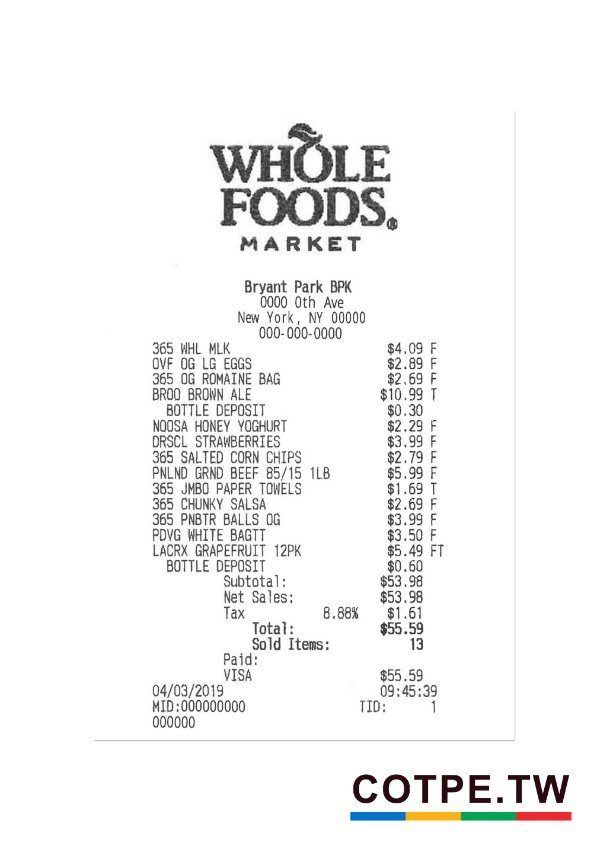 WHOLE
FOODS®
MARKET
Bryant Park BPK
0000 0th Ave
New York, NY 00000
000-000-0000
365 WHL MLK $4.09 F
OVF OG LG EGGS $2.89 F
365 OG ROMAINE BAG $2.69 F
BROO BROWN ALE $10.99 T
BOTTLE DEPOSIT $0.30
NOOSA HONEY YOGHURT $2.29 F
DRSCL STRAWBERRIES $3.99 F
365 SALTED CORN CHIPS $2.79 F
PNLND GRND BEEF 85/15 1LB $5.99 F
365 JMBO PAPER TOWELS $1.69 T
365 CHUNKY SALSA $2.69 F
365 PNBTR BALLS OG $3.99 F
PDVG WHITE BAGTT $3.50 F
LACRX GRAPEFRUIT 12PK $5.49 FT
BOTTLE DEPOSIT $0.60
Subtotal: $53.98
Net Sales: $53.98
Tax 8.88% $1.61
Total: $55.59
Sold Items: 13
Paid:
VISA $55.59
04/03/2019 09:45:39
MID:000000000 TID: 1
000000
COTPE.TW